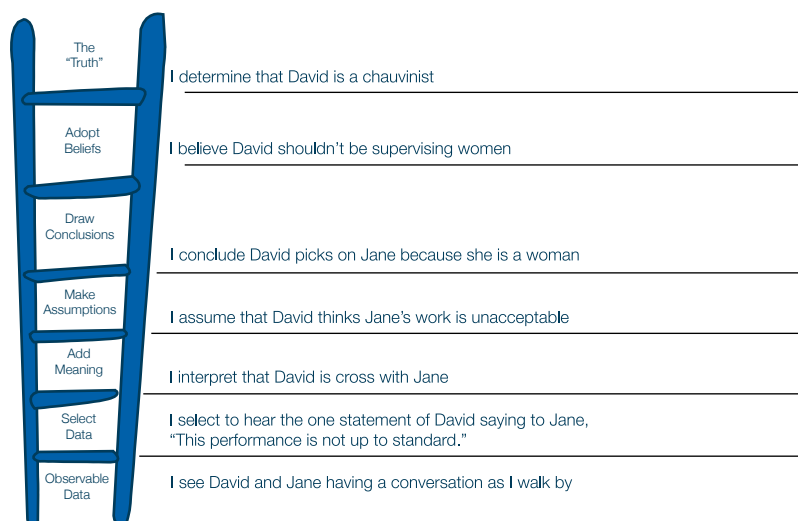 The
“Truth”
I determine that David is a chauvinist
Adopt
Beliefs
I believe David shouldn’t be supervising women
Draw
Conclusions
I conclude David picks on Jane because she is a woman
Make
Assumptions
I assume that David thinks Jane’s work is unacceptable
Add
Meaning
I interpret that David is cross with Jane
Select
Data
I select to hear the one statement of David saying to Jane,
“This performance is not up to standard.”
Observable
Data
I see David and Jane having a conversation as I walk by